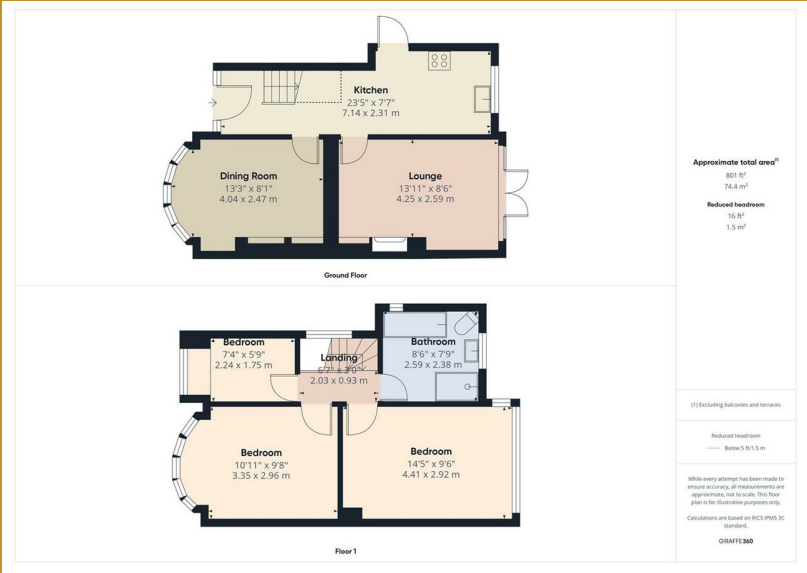 Kitchen
23'5" x 7'7"
7.14 x 2.31 m
Dining Room
13'3" x 8'1"
4.04 x 2.47 m
Lounge
13'11" x 8'6"
4.25 x 2.59 m
Ground Floor
Bedroom
7'4" x 5'9"
2.24 x 1.75 m
Landing
6'7" x 3'0"
2.03 x 0.93 m
Bathroom
8'6" x 7'9"
2.59 x 2.38 m
Bedroom
10'11" x 9'8"
3.35 x 2.96 m
Bedroom
14'5" x 9'6"
4.41 x 2.92 m
Floor 1
Approximate total area(1)
801 ft²
74.4 m²
Reduced headroom
16 ft²
1.5 m²
(1) Excluding balconies and terraces
Reduced headroom
Below 5 ft/1.5 m
While every attempt has been made to
ensure accuracy, all measurements are
approximate, not to scale. This floor
plan is for illustrative purposes only.
Calculations are based on RICS IPMS 3C
standard.
GIRAFFE360